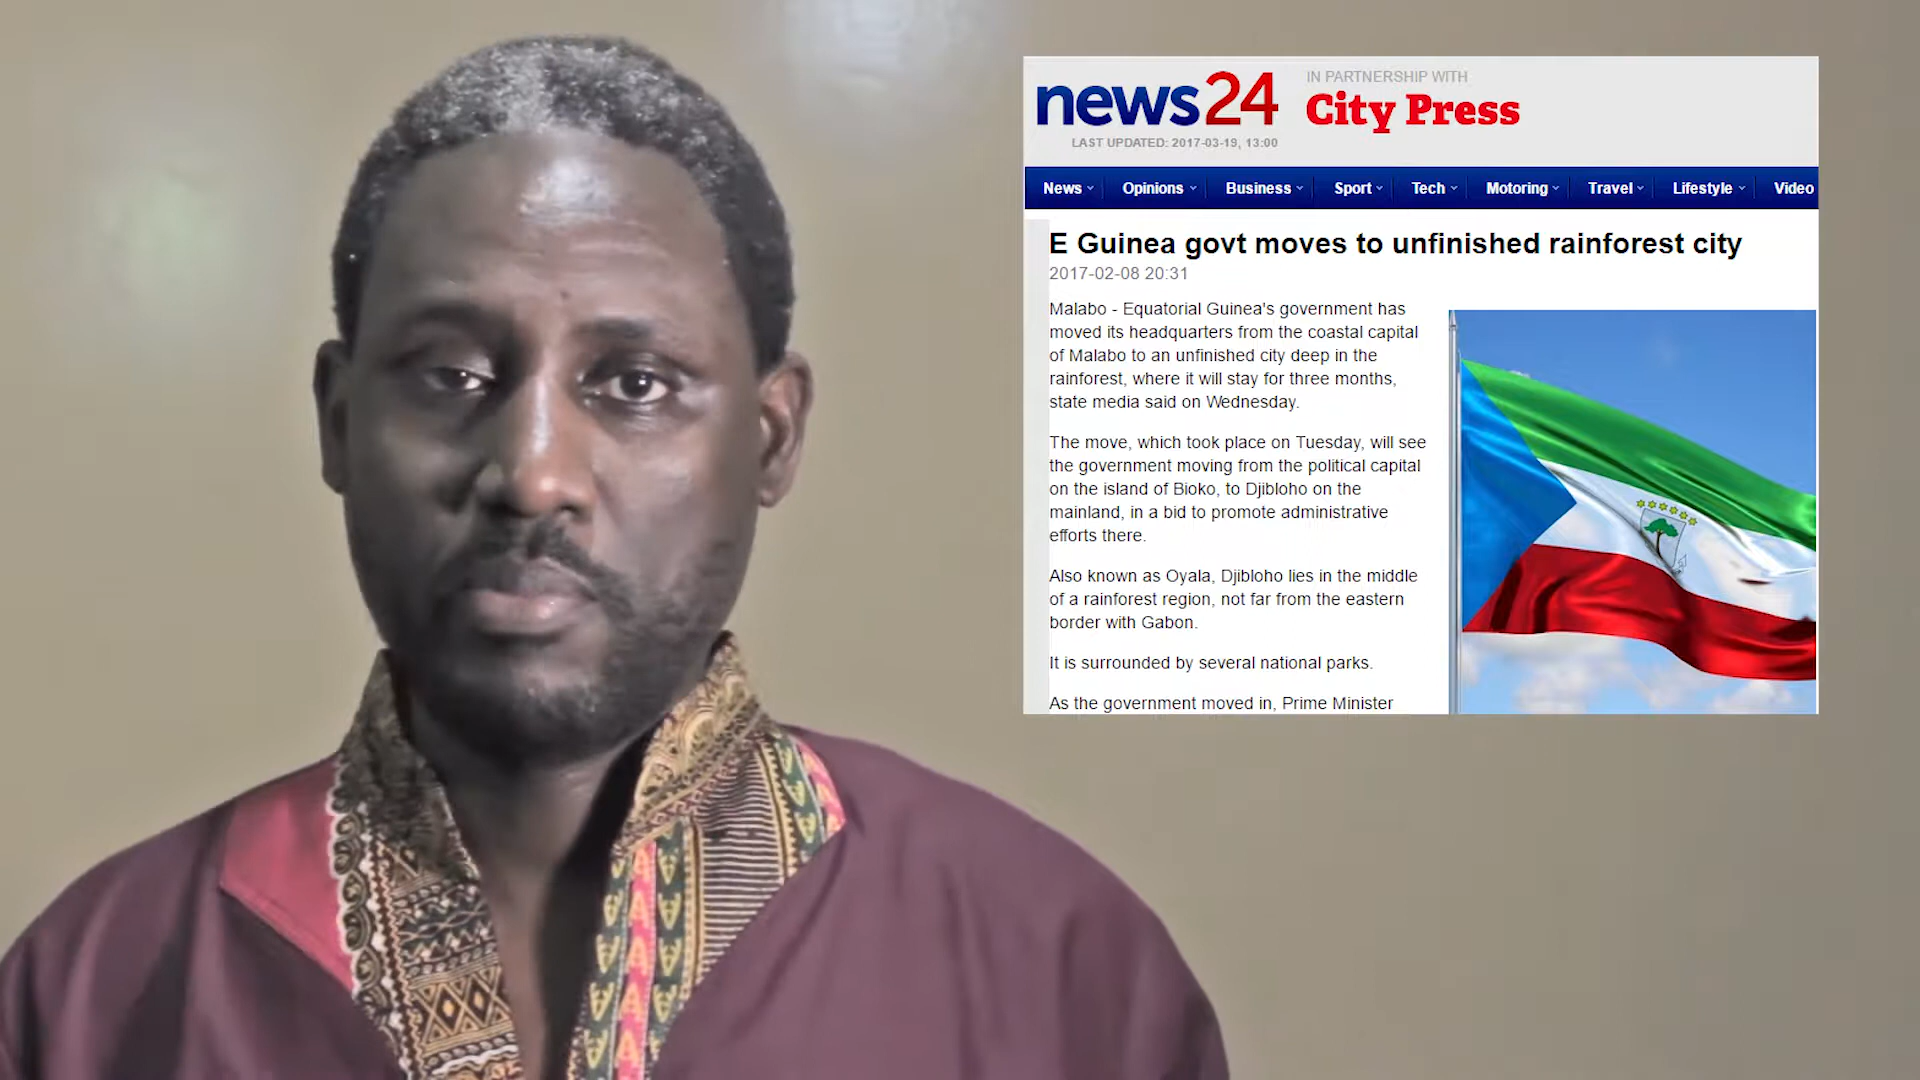 news24
IN PARTNERSHIP WITH
City Press
LAST UPDATED: 2017-03-19, 13:00
News Opinions Business Sport Tech Motoring Travel Lifestyle Video
E Guinea govt moves to unfinished rainforest city
2017-02-08 20:31
Malabo - Equatorial Guinea's government has
moved its headquarters from the coastal capital
of Malabo to an unfinished city deep in the
rainforest, where it will stay for three months,
state media said on Wednesday.
The move, which took place on Tuesday, will see
the government moving from the political capital
on the island of Bioko, to Djibloho on the
mainland, in a bid to promote administrative
efforts there.
Also known as Oyala, Djibloho lies in the middle
of a rainforest region, not far from the eastern
border with Gabon.
It is surrounded by several national parks.
As the government moved in, Prime Minister